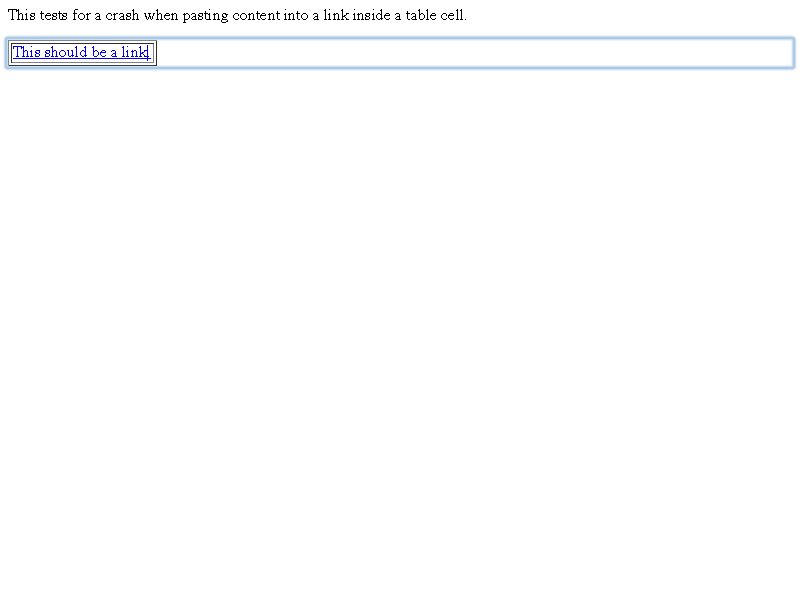 This tests for a crash when pasting content into a link inside a table cell.
This should be a link